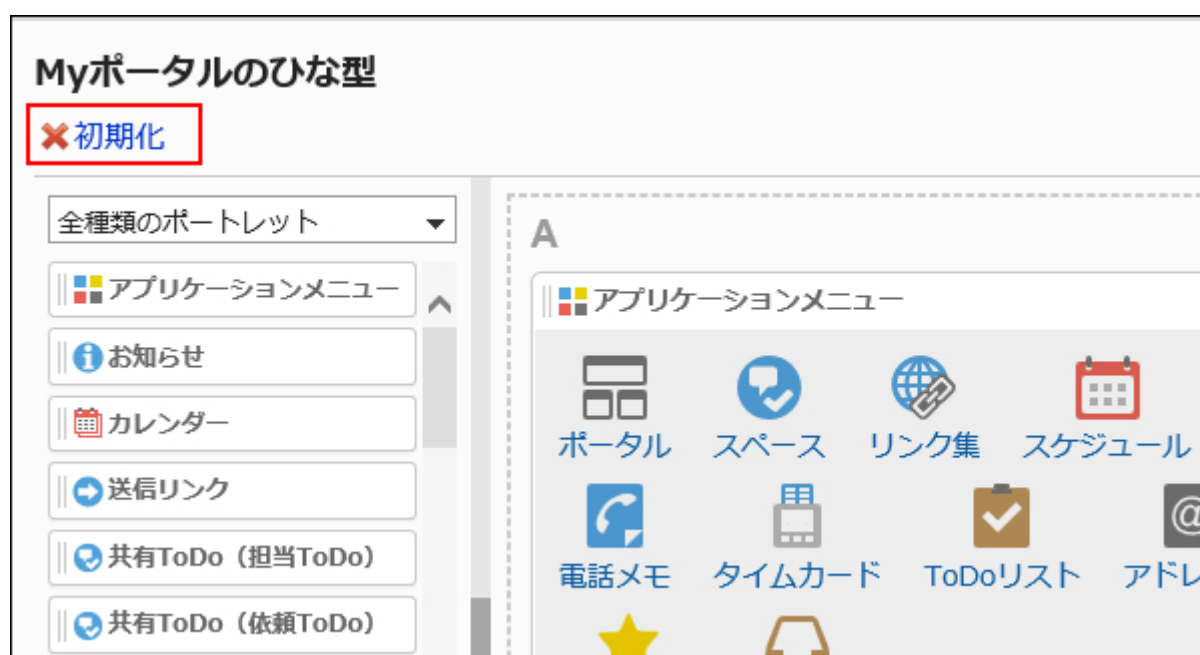 Myポータルのひな型
初期化
全種類のポートレット
アプリケーションメニュー
お知らせ
カレンダー
送信リンク
共有ToDo（担当ToDo）
共有ToDo（依頼ToDo）
A
アプリケーションメニュー
ポータル スペース リンク集 スケジュール
電話メモ タイムカード ToDoリスト アドレ